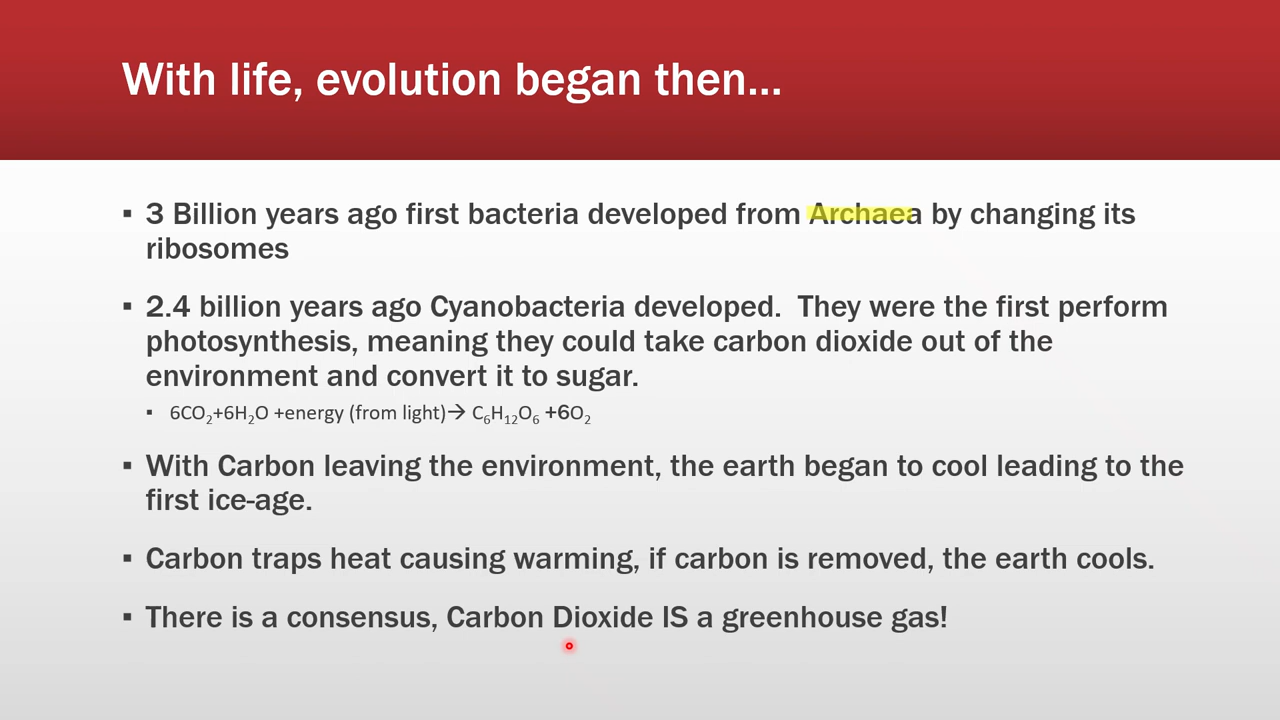 With life, evolution began then...
▪ 3 Billion years ago first bacteria developed from Archaea by changing its
ribosomes
▪ 2.4 billion years ago Cyanobacteria developed.  They were the first perform
photosynthesis, meaning they could take carbon dioxide out of the
environment and convert it to sugar.
▪ 6CO₂+6H₂O +energy (from light)→ C₆H₁₂O₆ +6O₂
▪ With Carbon leaving the environment, the earth began to cool leading to the
first ice-age.
▪ Carbon traps heat causing warming, if carbon is removed, the earth cools.
▪ There is a consensus, Carbon Dioxide IS a greenhouse gas!